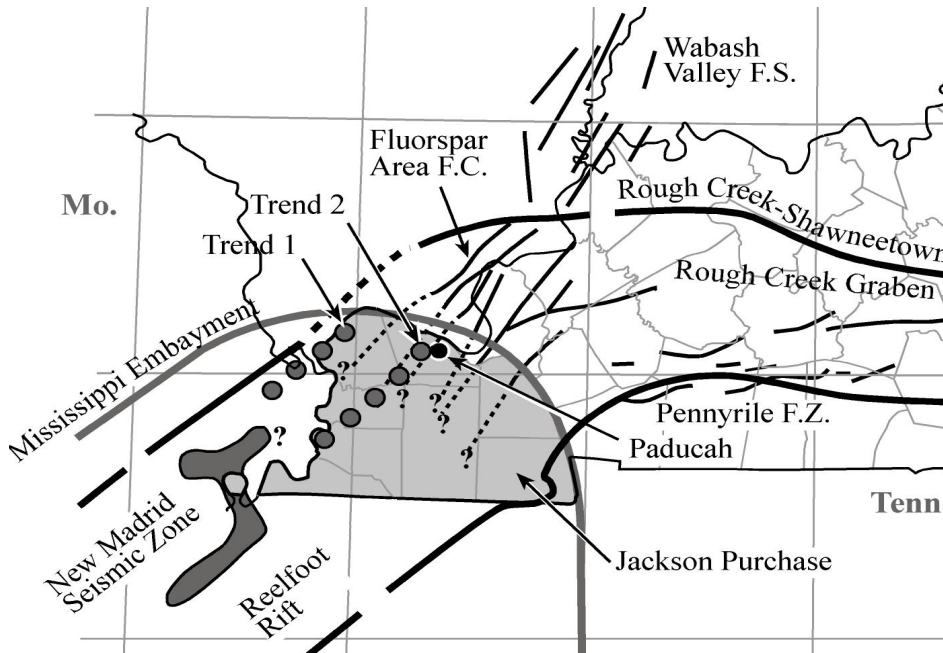 Wabash
Valley F.S.
Fluorspar
Area F.C.
Mo.
Trend 2
Trend 1
Rough Creek-Shawneetown
Rough Creek Graben
Mississippi Embayment
?
?
?
?
?
?
Pennyrile F.Z.
Paducah
New Madrid
Seismic Zone
Tenn
Reelfoot
Rift
Jackson Purchase